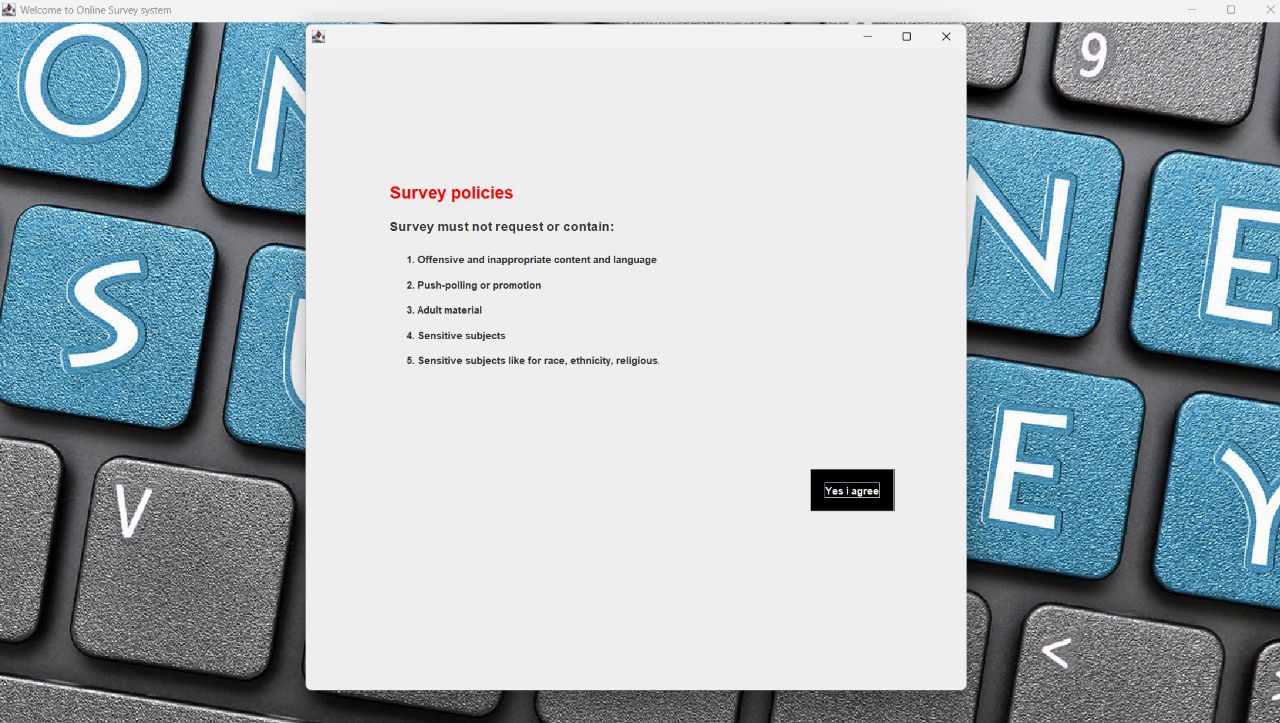 Welcome to Online Survey system
Survey policies
Survey must not request or contain:
1. Offensive and inappropriate content and language
2. Push-polling or promotion
3. Adult material
4. Sensitive subjects
5. Sensitive subjects like for race, ethnicity, religious.
Yes i agree
O N
9
N E
S U
E Y
V
<